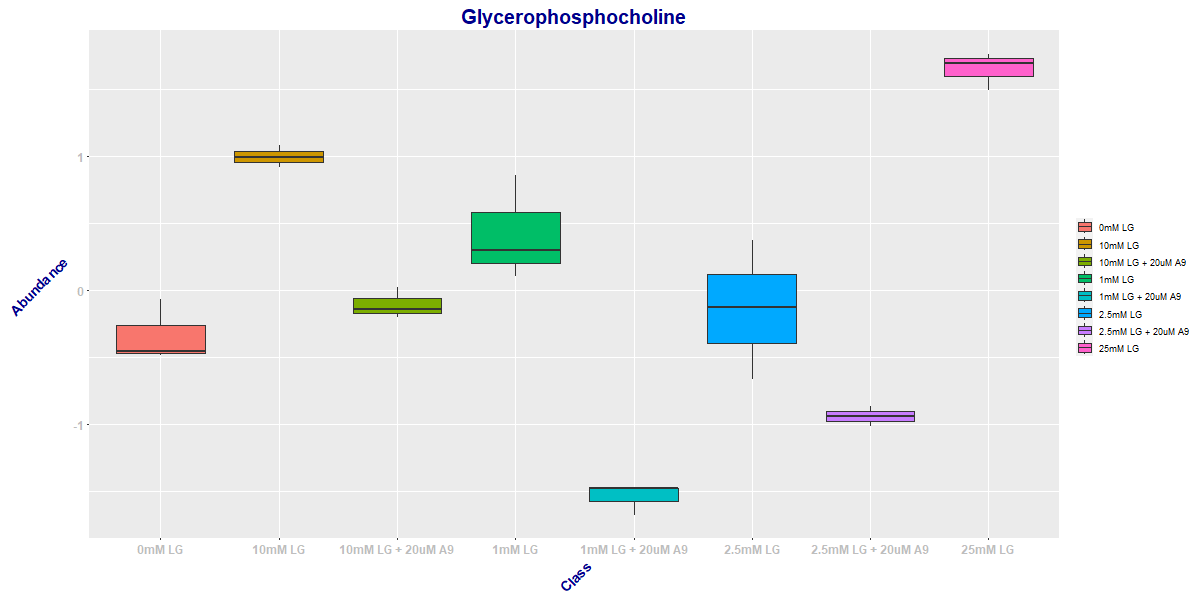 Glycerophosphocholine
Abundance
1
0
-1
0mM LG
10mM LG
10mM LG + 20uM A9
1mM LG
1mM LG + 20uM A9
2.5mM LG
2.5mM LG + 20uM A9
25mM LG
Class
0mM LG
10mM LG
10mM LG + 20uM A9
1mM LG
1mM LG + 20uM A9
2.5mM LG
2.5mM LG + 20uM A9
25mM LG